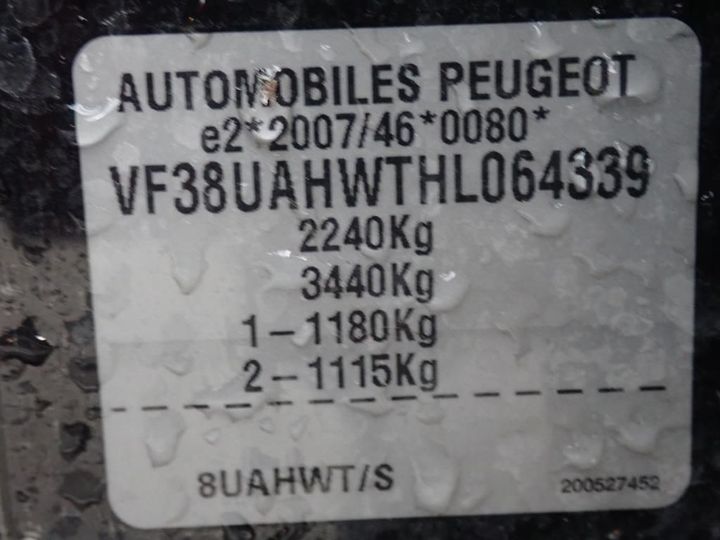 AUTOMOBILES PEUGEOT
e2*2007/46*0080*
VF38UAHWTHL064339
2240Kg
3440Kg
1-1180Kg
2-1115Kg
8UAHWT/S
200527452